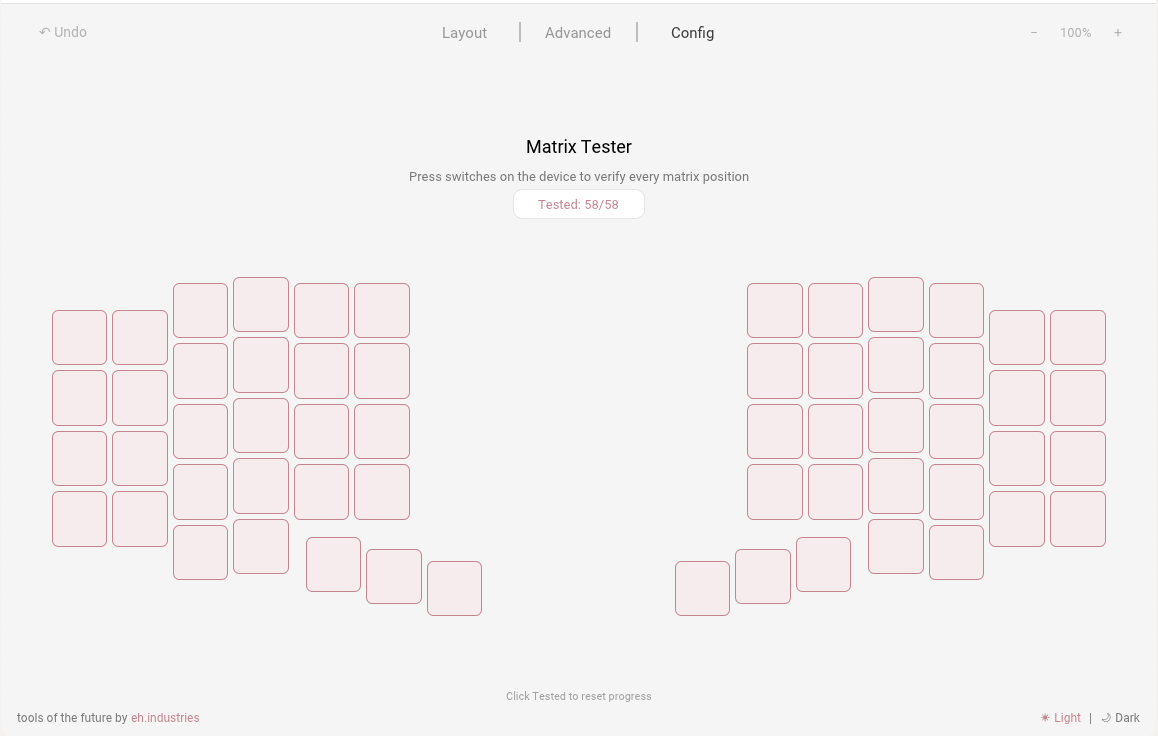 ↶ Undo
Layout | Advanced | Config
− 100% +
Matrix Tester
Press switches on the device to verify every matrix position
Tested: 58/58
Click Tested to reset progress
tools of the future by eh.industries
☀ Light | 🌙 Dark